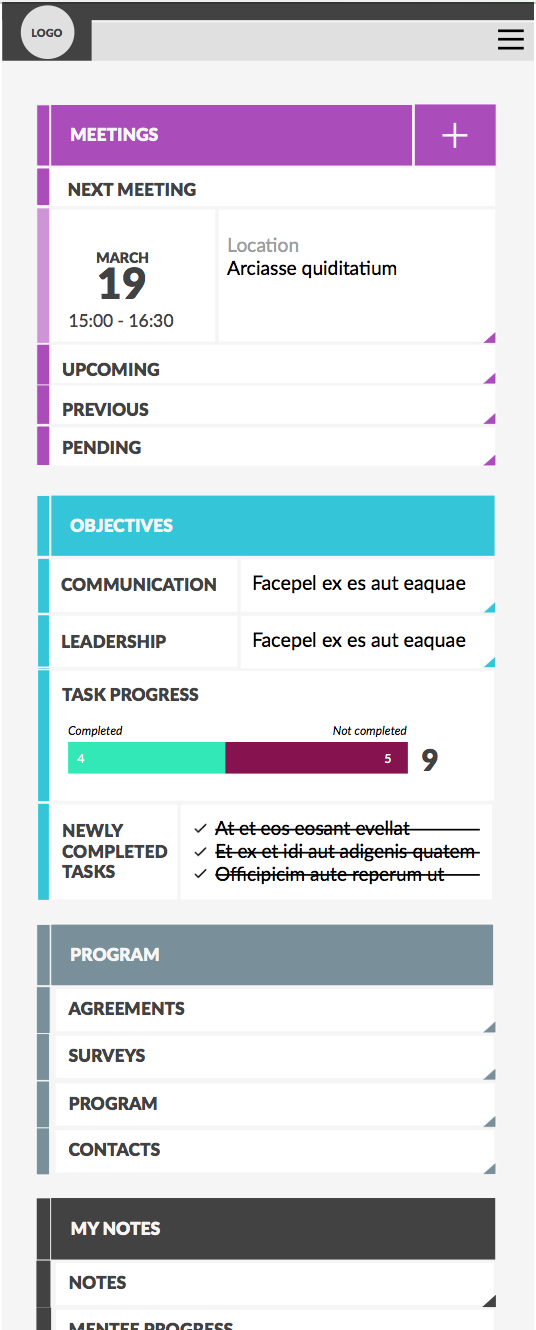 LOGO
MEETINGS
NEXT MEETING
MARCH
19
15:00 - 16:30
Location
Arciasse quiditatium
UPCOMING
PREVIOUS
PENDING
OBJECTIVES
COMMUNICATION
Facepel ex es aut eaquae
LEADERSHIP
Facepel ex es aut eaquae
TASK PROGRESS
Completed
Not completed
4
5
9
NEWLY
COMPLETED
TASKS
At et eos eosant evellat
Et ex et idi aut adigenis quatem
Officipicim aute reperum ut
PROGRAM
AGREEMENTS
SURVEYS
PROGRAM
CONTACTS
MY NOTES
NOTES
MENTEE PROGRESS